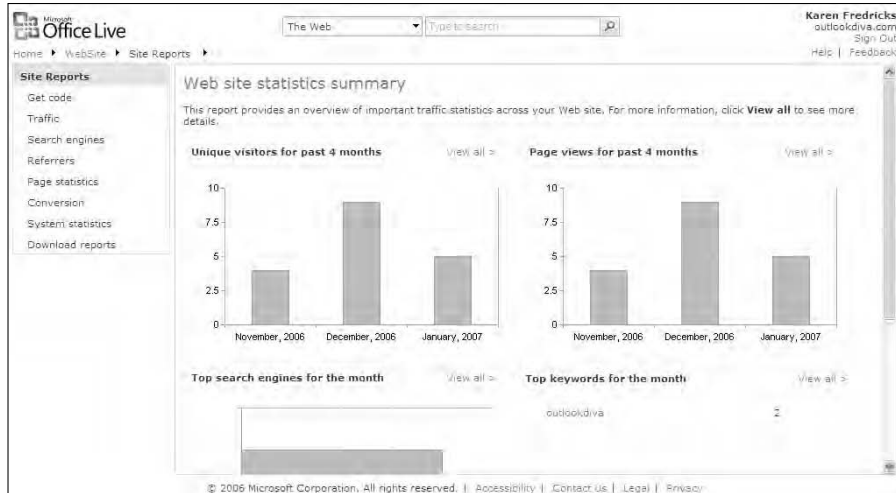 Microsoft
Office Live
The Web
Type to search
Karen Fredricks
outlookdiva.com
Sign Out
Help | Feedback
Home WebSite Site Reports
Site Reports
Get code
Traffic
Search engines
Referrers
Page statistics
Conversion
System statistics
Download reports
Web site statistics summary
This report provides an overview of important traffic statistics across your Web site. For more information, click View all to see more
details.
Unique visitors for past 4 months View all >
10
7.5
5
2.5
0
November, 2006 December, 2006 January, 2007
Page views for past 4 months View all >
10
7.5
5
2.5
0
November, 2006 December, 2006 January, 2007
Top search engines for the month View all >
Top keywords for the month View all >
outlookdiva 2
© 2006 Microsoft Corporation. All rights reserved. | Accessibility | Contact Us | Legal | Privacy